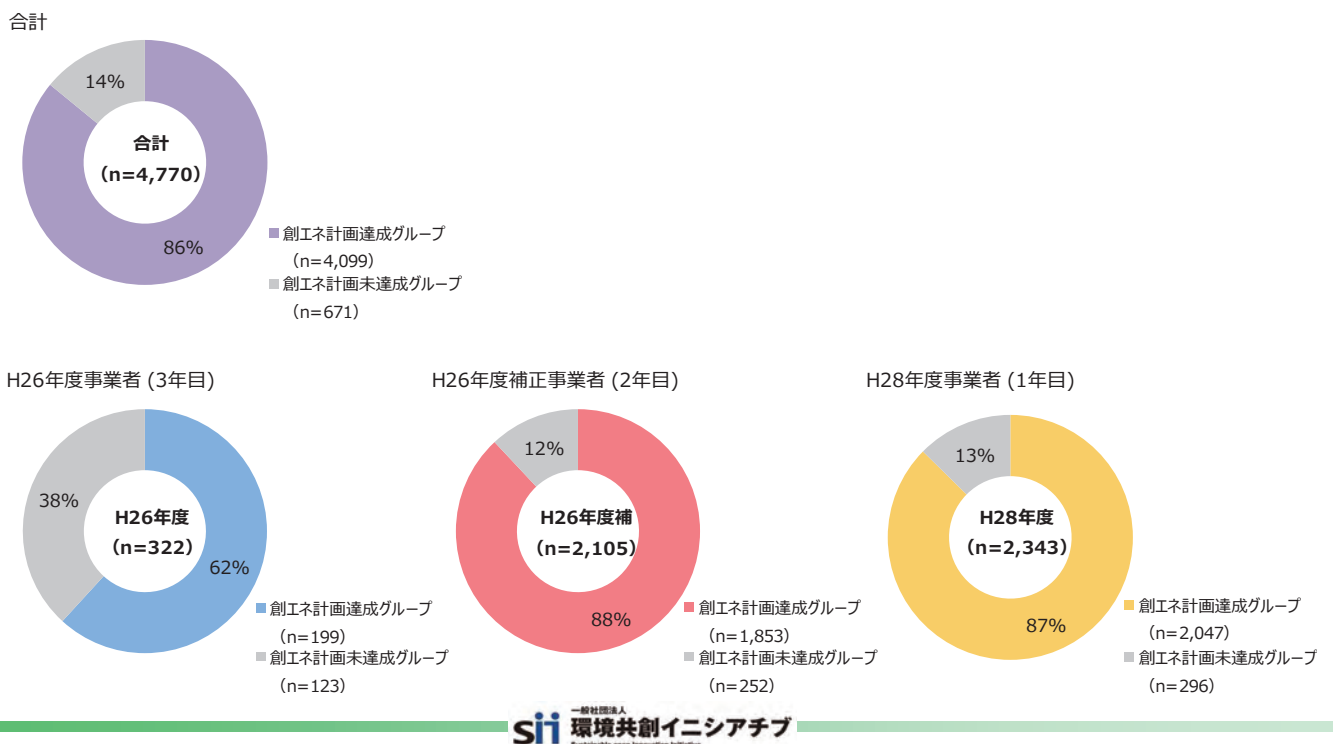 合計
14%
合計
(n=4,770)
86%
創エネ計画達成グループ
(n=4,099)
創エネ計画未達成グループ
(n=671)
H26年度事業者 (3年目)
38%
H26年度
(n=322)
62%
創エネ計画達成グループ
(n=199)
創エネ計画未達成グループ
(n=123)
H26年度補正事業者 (2年目)
12%
H26年度補
(n=2,105)
88%
創エネ計画達成グループ
(n=1,853)
創エネ計画未達成グループ
(n=252)
H28年度事業者 (1年目)
13%
H28年度
(n=2,343)
87%
創エネ計画達成グループ
(n=2,047)
創エネ計画未達成グループ
(n=296)
sii
一般社団法人
環境共創イニシアチブ